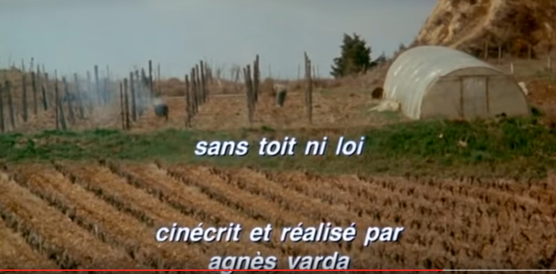 sans toit ni loi
cinécrit et réalisé par
agnès varda